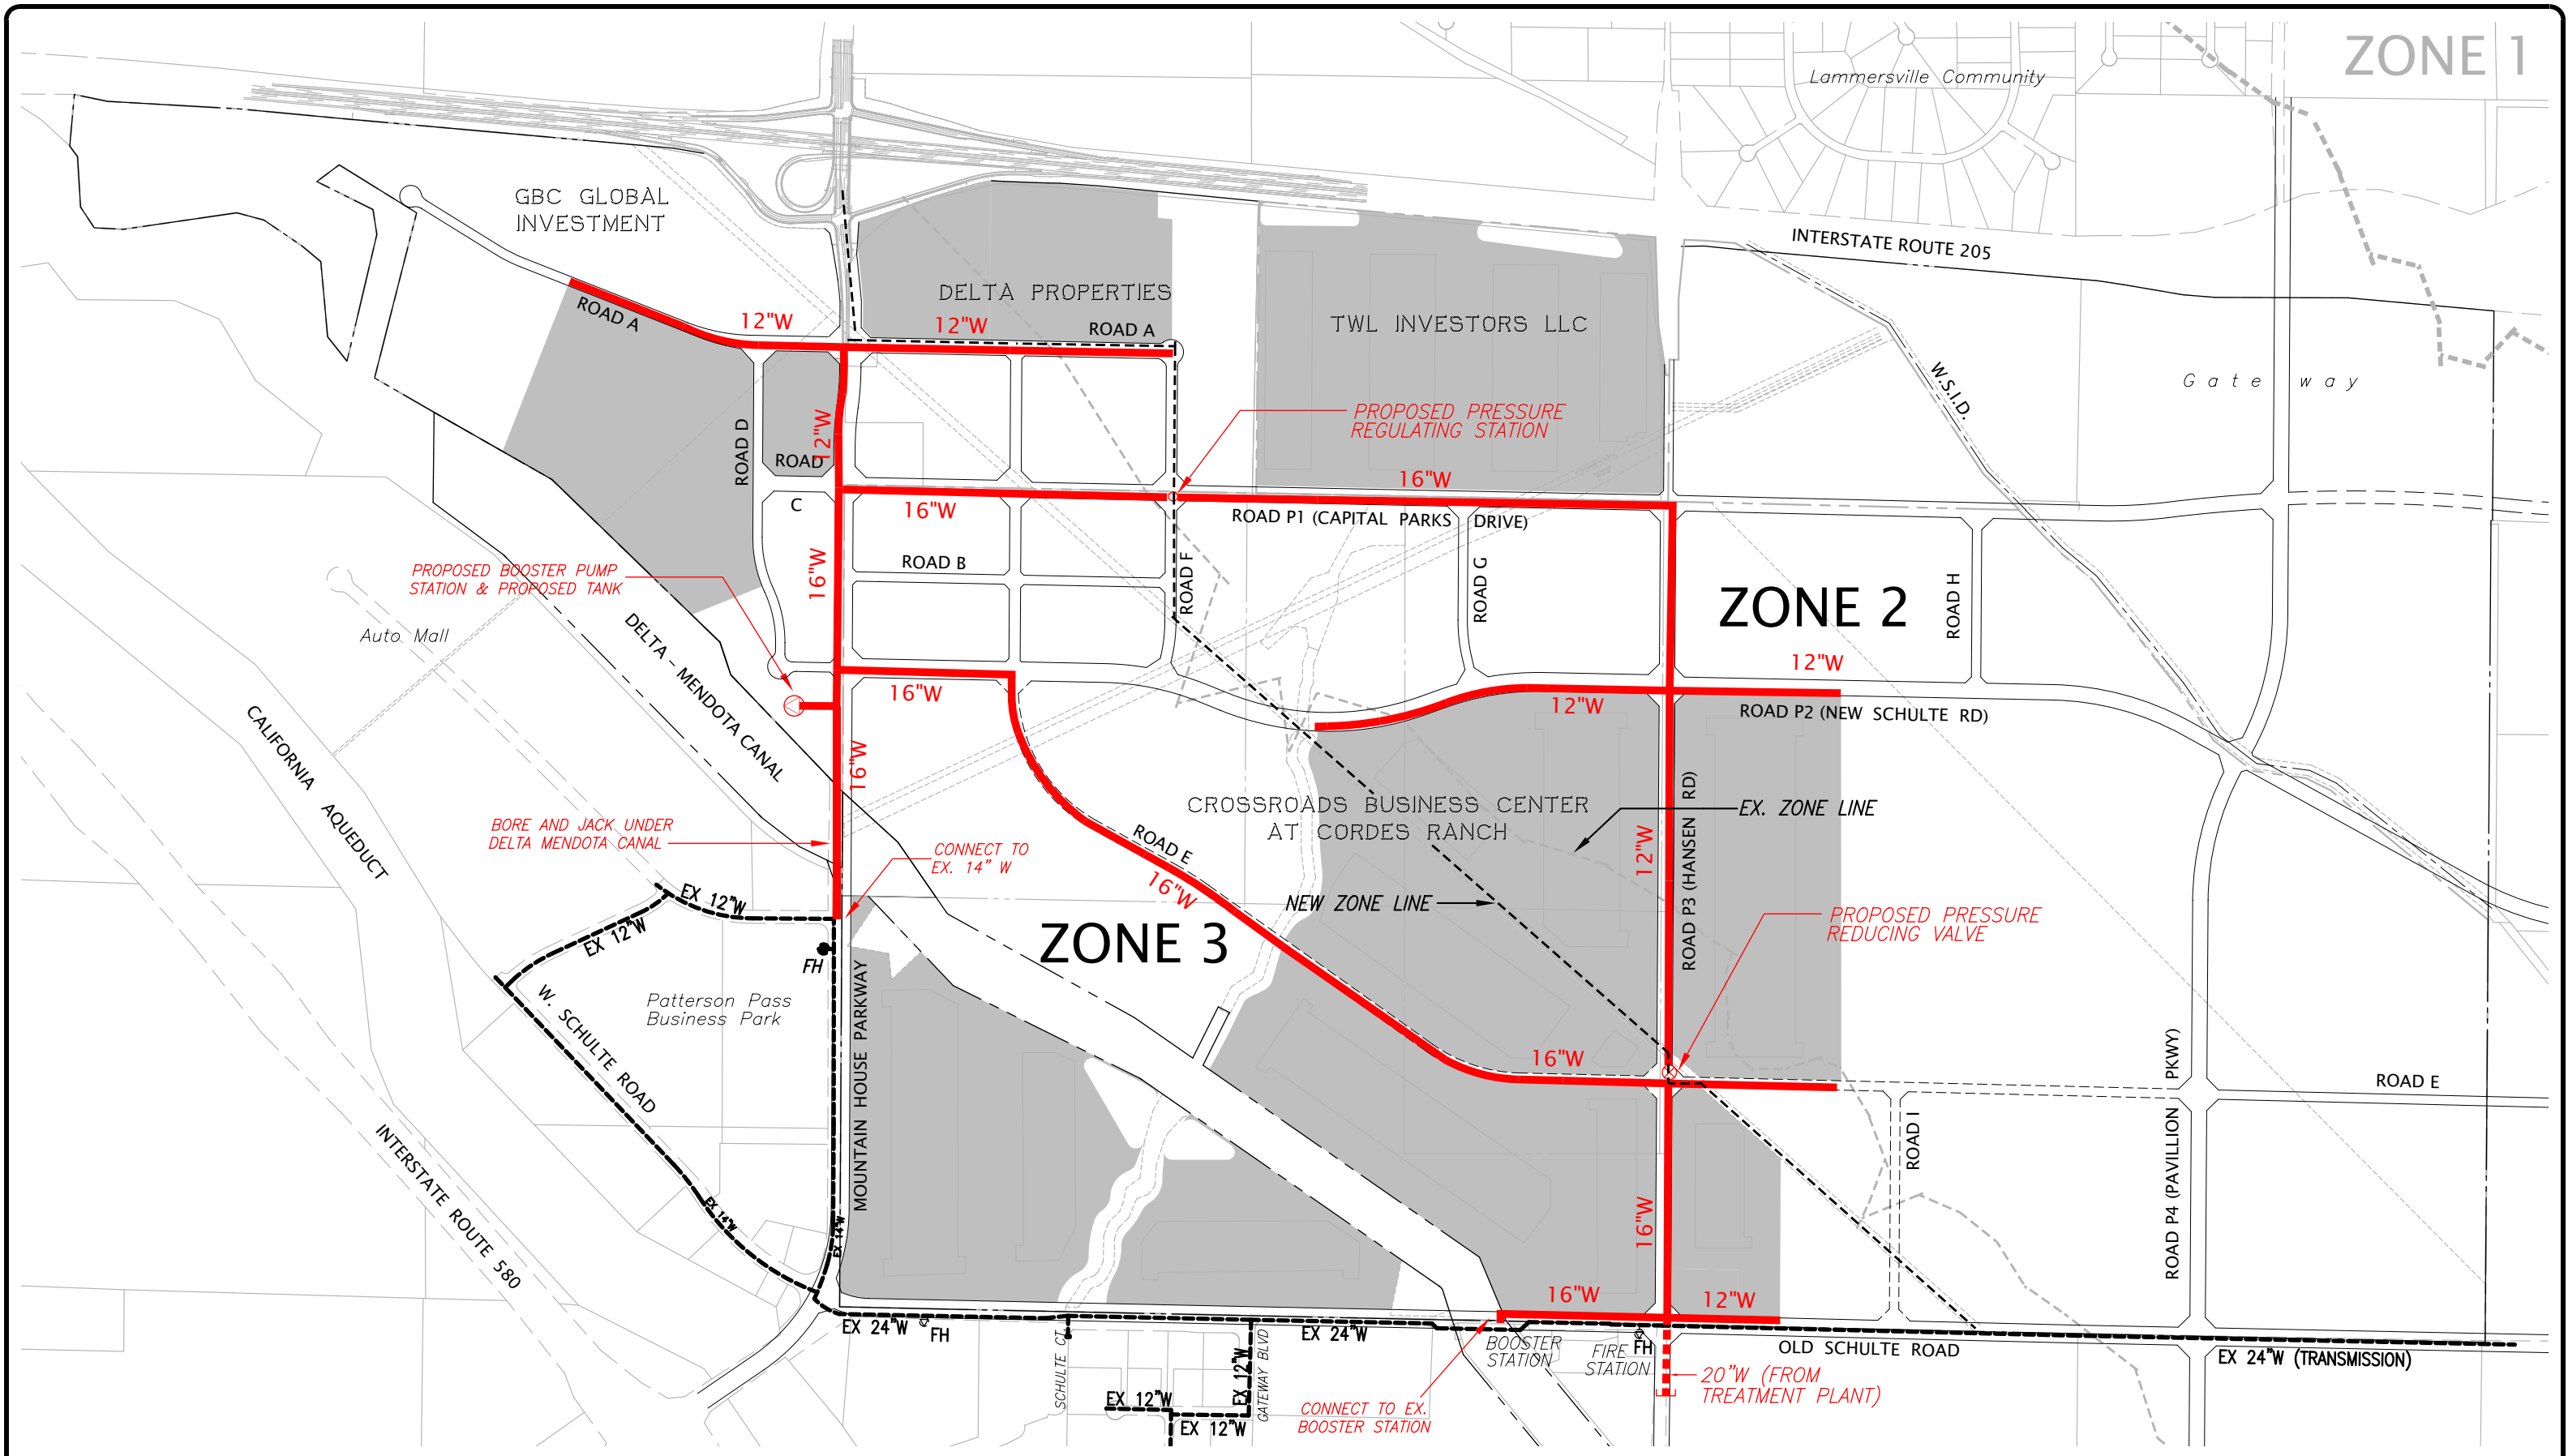 ZONE 1
Lammersville Community
GBC GLOBAL
INVESTMENT
INTERSTATE ROUTE 205
DELTA PROPERTIES
TWL INVESTORS LLC
ROAD A
12"W
12"W
ROAD A
Gate way
W.S.I.D.
PROPOSED PRESSURE
REGULATING STATION
12"W
ROAD D
ROAD
C
16"W
16"W
ROAD P1 (CAPITAL PARKS DRIVE)
16"W
ROAD B
ROAD F
ROAD G
ROAD H
ZONE 2
PROPOSED BOOSTER PUMP
STATION & PROPOSED TANK
Auto Mall
DELTA - MENDOTA CANAL
16"W
12"W
12"W
ROAD P2 (NEW SCHULTE RD)
CALIFORNIA AQUEDUCT
16"W
CROSSROADS BUSINESS CENTER
AT CORDES RANCH
EX. ZONE LINE
BORE AND JACK UNDER
DELTA MENDOTA CANAL
CONNECT TO
EX. 14" W
ROAD E
16"W
12"W
ROAD P3 (HANSEN RD)
NEW ZONE LINE
EX 12"W
EX 12"W
ZONE 3
PROPOSED PRESSURE
REDUCING VALVE
FH
Patterson Pass
Business Park
W. SCHULTE ROAD
MOUNTAIN HOUSE PARKWAY
16"W
ROAD E
INTERSTATE ROUTE 580
EX 14"W
EX 14"W
16"W
ROAD I
ROAD P4 (PAVILLION PKWY)
16"W
12"W
EX 24"W
FH
EX 24"W
SCHULTE CT
GATEWAY BLVD
EX 12"W
BOOSTER
STATION
FIRE
STATION
FH
OLD SCHULTE ROAD
EX 24"W (TRANSMISSION)
20"W (FROM
TREATMENT PLANT)
EX 12"W
EX 12"W
CONNECT TO EX.
BOOSTER STATION